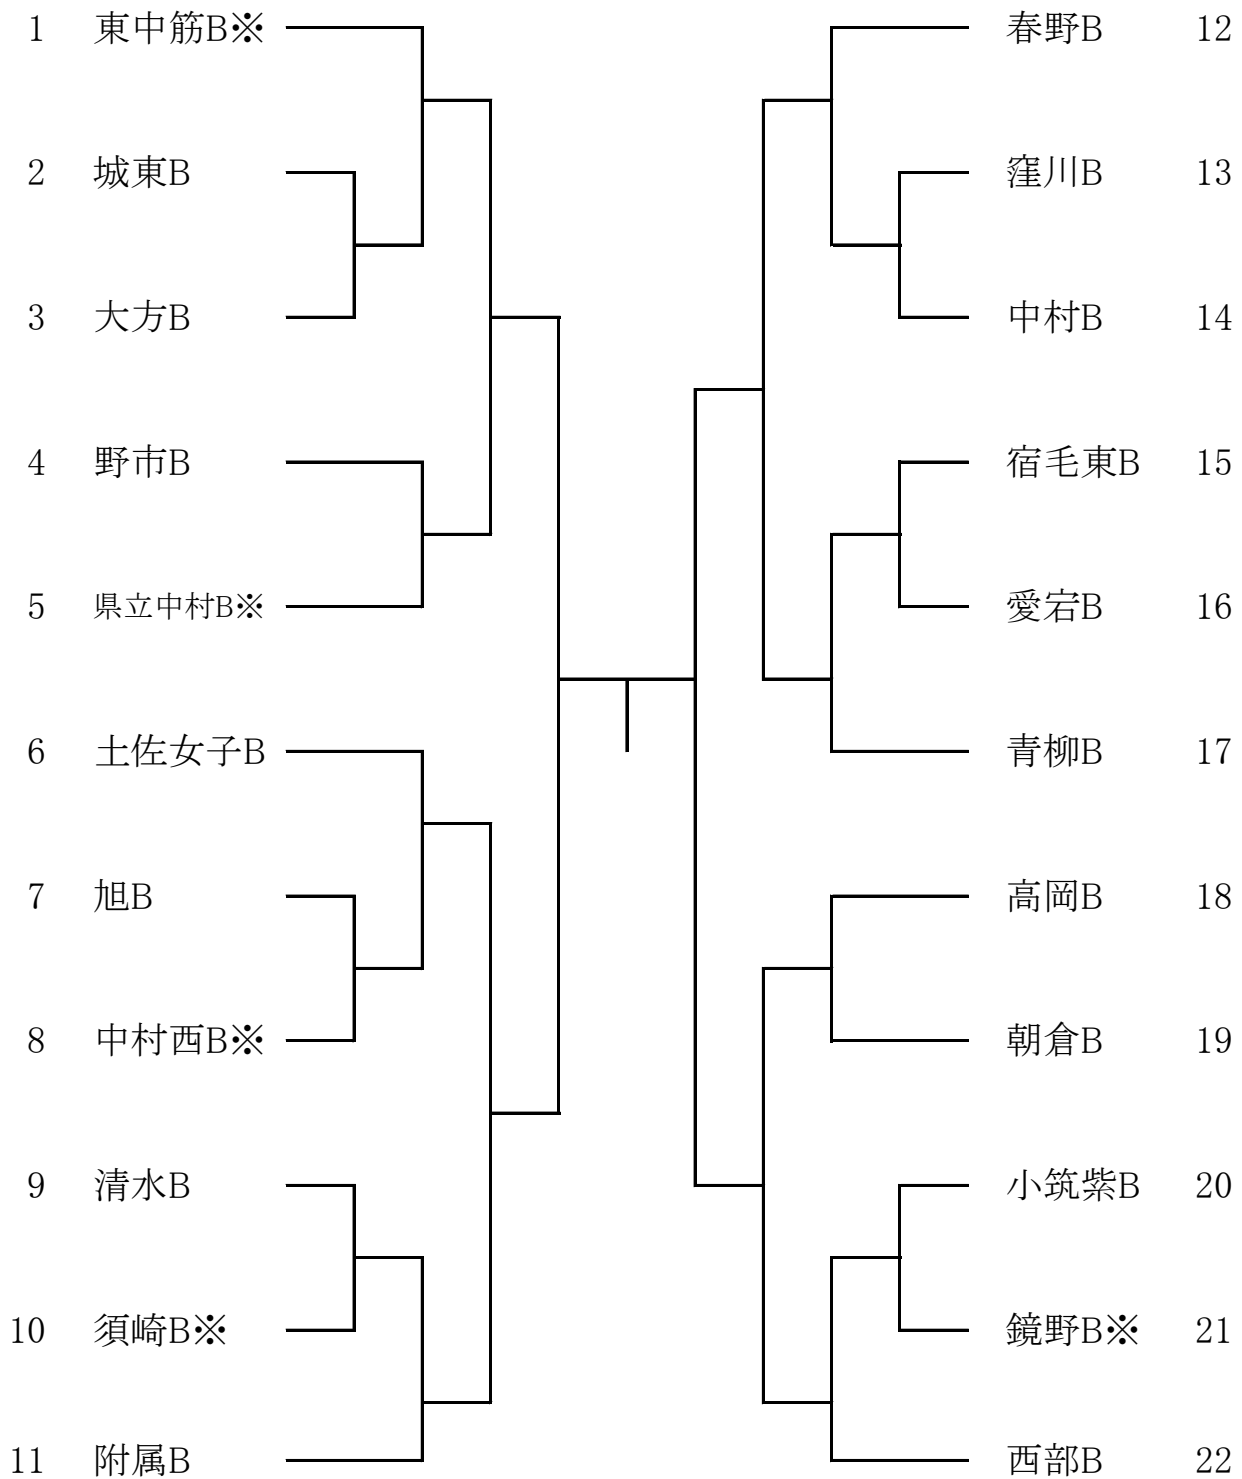 1 東中筋B※
2 城東B
3 大方B
4 野市B
5 県立中村B※
6 土佐女子B
7 旭B
8 中村西B※
9 清水B
10 須崎B※
11 附属B
春野B 12
窪川B 13
中村B 14
宿毛東B 15
愛宕B 16
青柳B 17
高岡B 18
朝倉B 19
小筑紫B 20
鏡野B※ 21
西部B 22